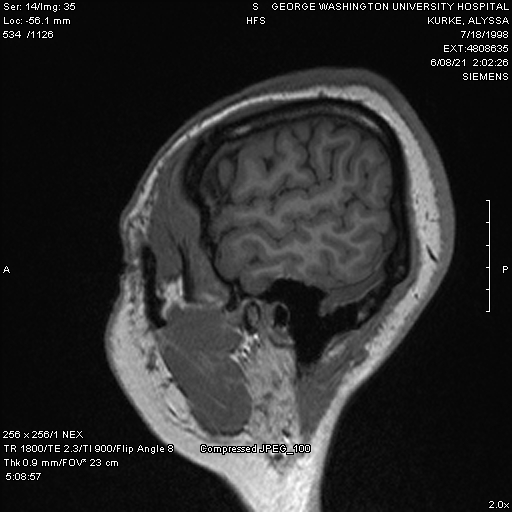 Ser: 14/Img: 35
Loc: -56.1 mm
534 /1126
S GEORGE WASHINGTON UNIVERSITY HOSPITAL
HFS KURKE, ALYSSA
7/18/1998
EXT:4808635
6/08/21 2:02:26
SIEMENS
A
P
256 x 256/1 NEX
TR 1800/TE 2.3/TI 900/Flip Angle 8
Compressed JPEG_100
Thk 0.9 mm/FOV* 23 cm
5:08:57
2.0x